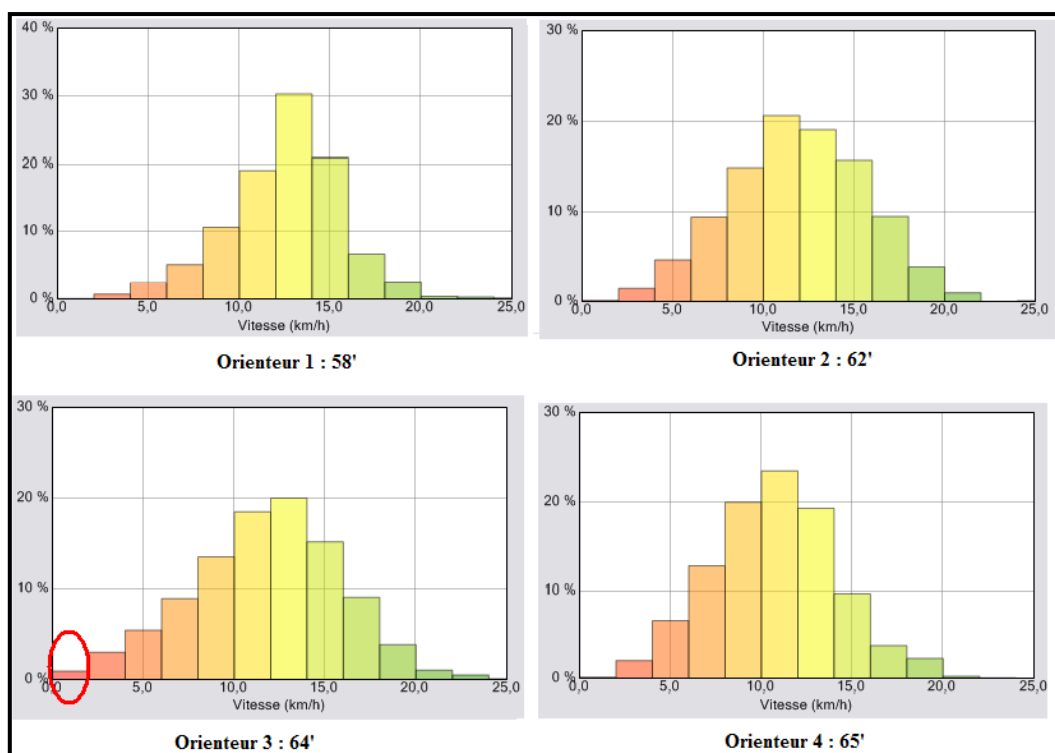 40 %
30 %
20 %
10 %
0 %
0,0 5,0 10,0 15,0 20,0 25,0
Vitesse (km/h)
Orienteur 1 : 58'
30 %
20 %
10 %
0 %
0,0 5,0 10,0 15,0 20,0 25,0
Vitesse (km/h)
Orienteur 2 : 62'
30 %
20 %
10 %
0 %
0,0 5,0 10,0 15,0 20,0 25,0
Vitesse (km/h)
Orienteur 3 : 64'
30 %
20 %
10 %
0 %
0,0 5,0 10,0 15,0 20,0 25,0
Vitesse (km/h)
Orienteur 4 : 65'